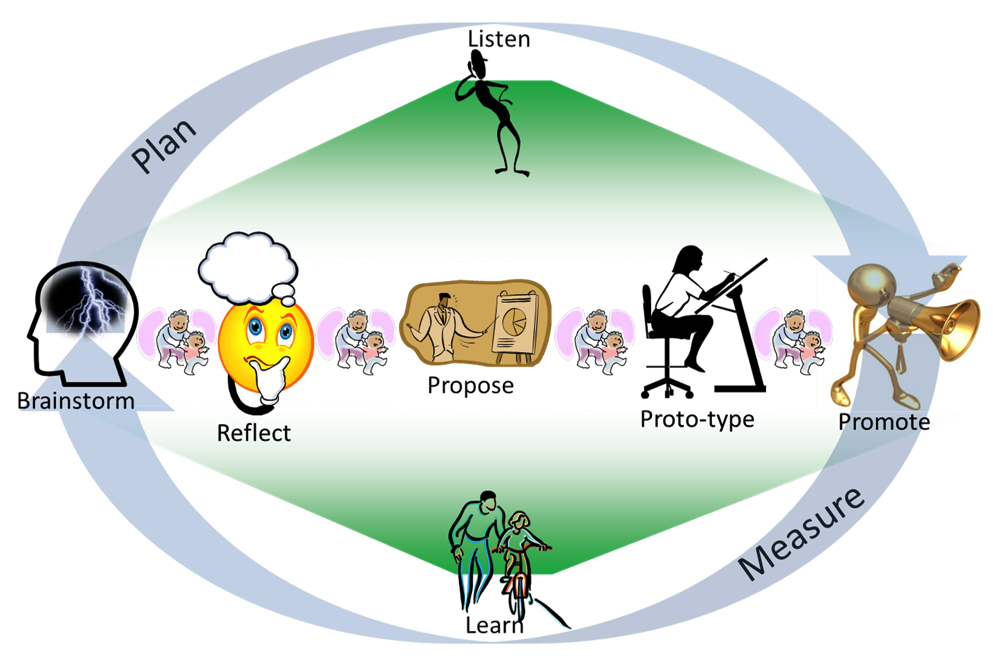 Listen
Plan
Brainstorm
Reflect
Propose
Proto-type
Promote
Measure
Learn